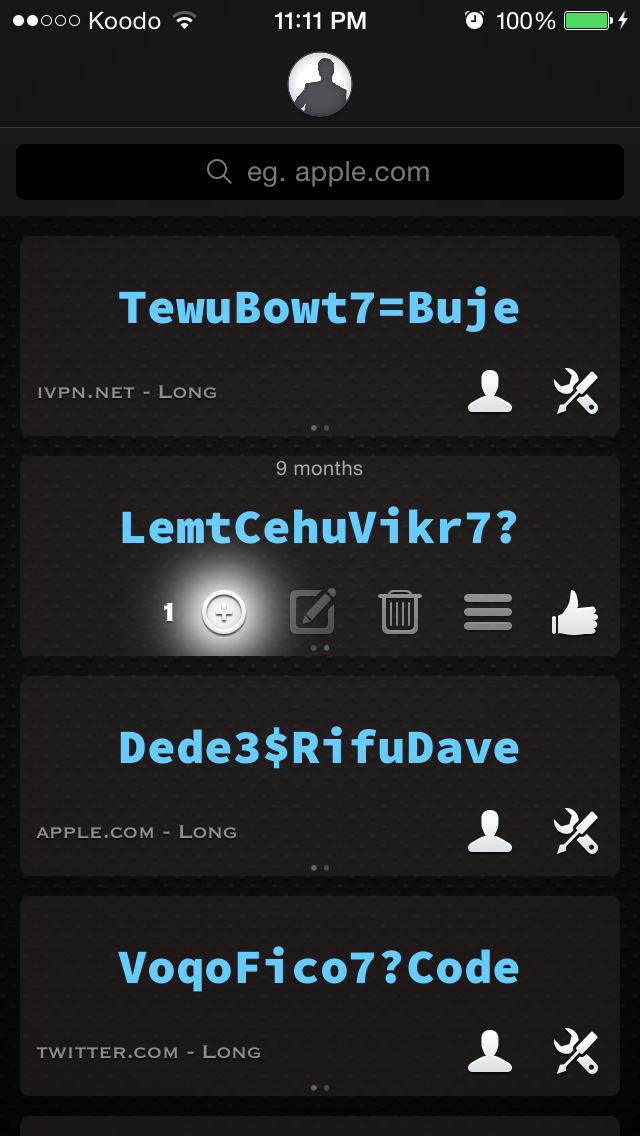 Koodo 11:11 PM 100%
eg. apple.com
TewuBowt7=Buje
ivpn.net - Long
9 months
LemtCehuVikr7?
1
Dede3$RifuDave
apple.com - Long
VoqoFico7?Code
twitter.com - Long